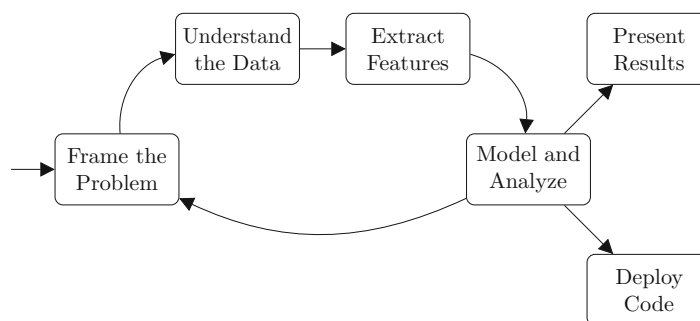 Understand
the Data
Extract
Features
Present
Results
Frame the
Problem
Model and
Analyze
Deploy
Code